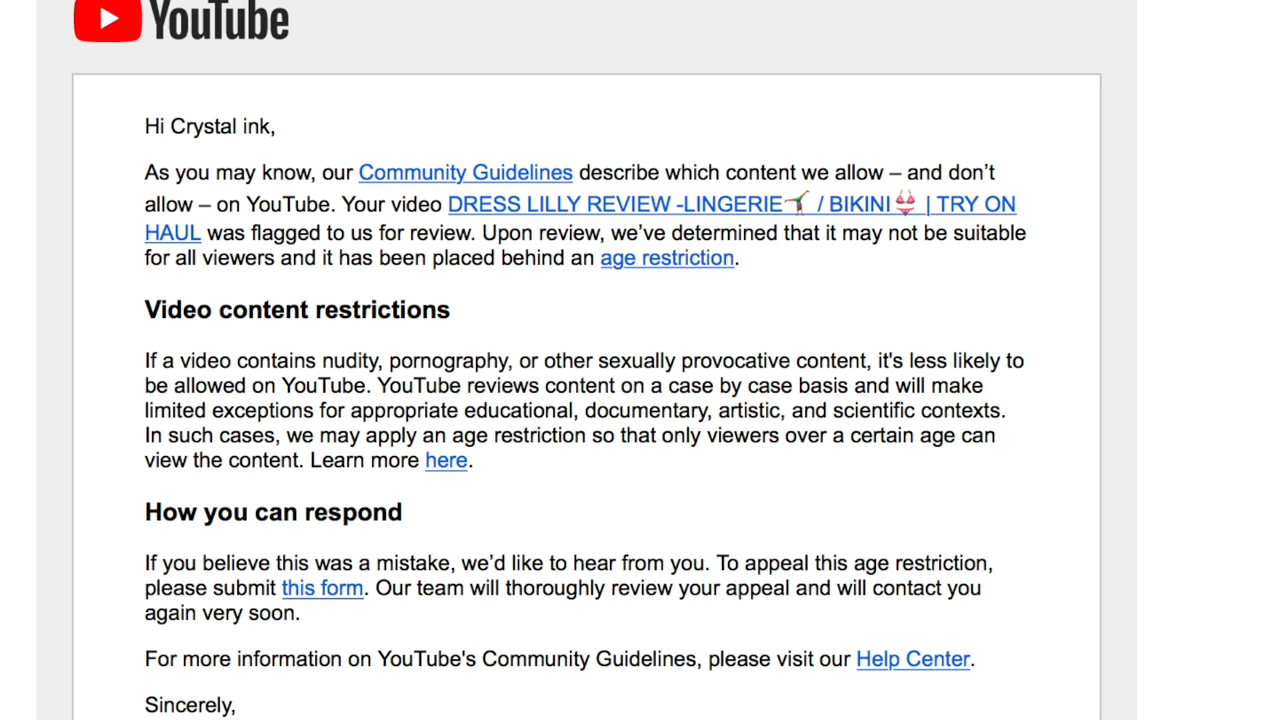 YouTube
Hi Crystal ink,
As you may know, our Community Guidelines describe which content we allow – and don’t
allow – on YouTube. Your video DRESS LILLY REVIEW -LINGERIE🤸 / BIKINI👙 | TRY ON
HAUL was flagged to us for review. Upon review, we’ve determined that it may not be suitable
for all viewers and it has been placed behind an age restriction.
Video content restrictions
If a video contains nudity, pornography, or other sexually provocative content, it's less likely to
be allowed on YouTube. YouTube reviews content on a case by case basis and will make
limited exceptions for appropriate educational, documentary, artistic, and scientific contexts.
In such cases, we may apply an age restriction so that only viewers over a certain age can
view the content. Learn more here.
How you can respond
If you believe this was a mistake, we’d like to hear from you. To appeal this age restriction,
please submit this form. Our team will thoroughly review your appeal and will contact you
again very soon.
For more information on YouTube's Community Guidelines, please visit our Help Center.
Sincerely,